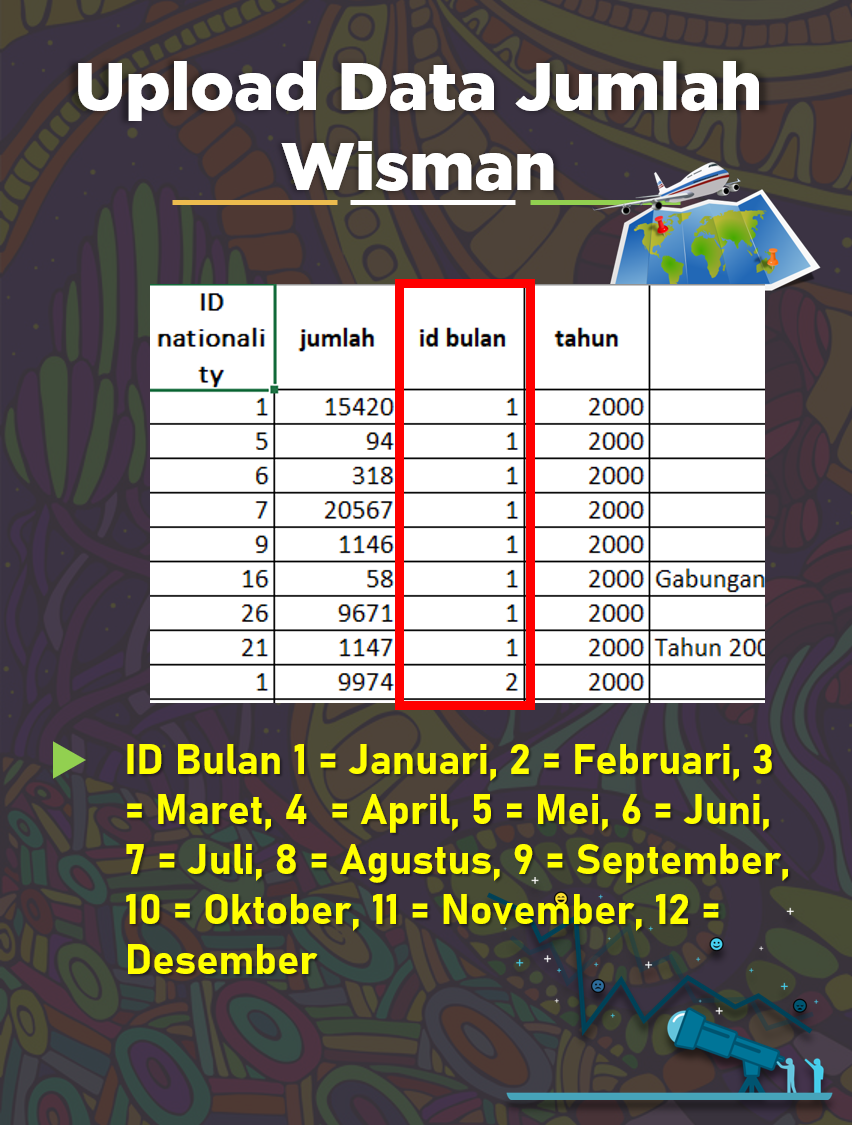 Upload Data Jumlah
Wisman
ID
nationali
ty
jumlah
id bulan
tahun
1 15420 1 2000
5 94 1 2000
6 318 1 2000
7 20567 1 2000
9 1146 1 2000
16 58 1 2000 Gabungan
26 9671 1 2000
21 1147 1 2000 Tahun 200
1 9974 2 2000
ID Bulan 1 = Januari, 2 = Februari, 3
= Maret, 4 = April, 5 = Mei, 6 = Juni,
7 = Juli, 8 = Agustus, 9 = September,
10 = Oktober, 11 = November, 12 =
Desember